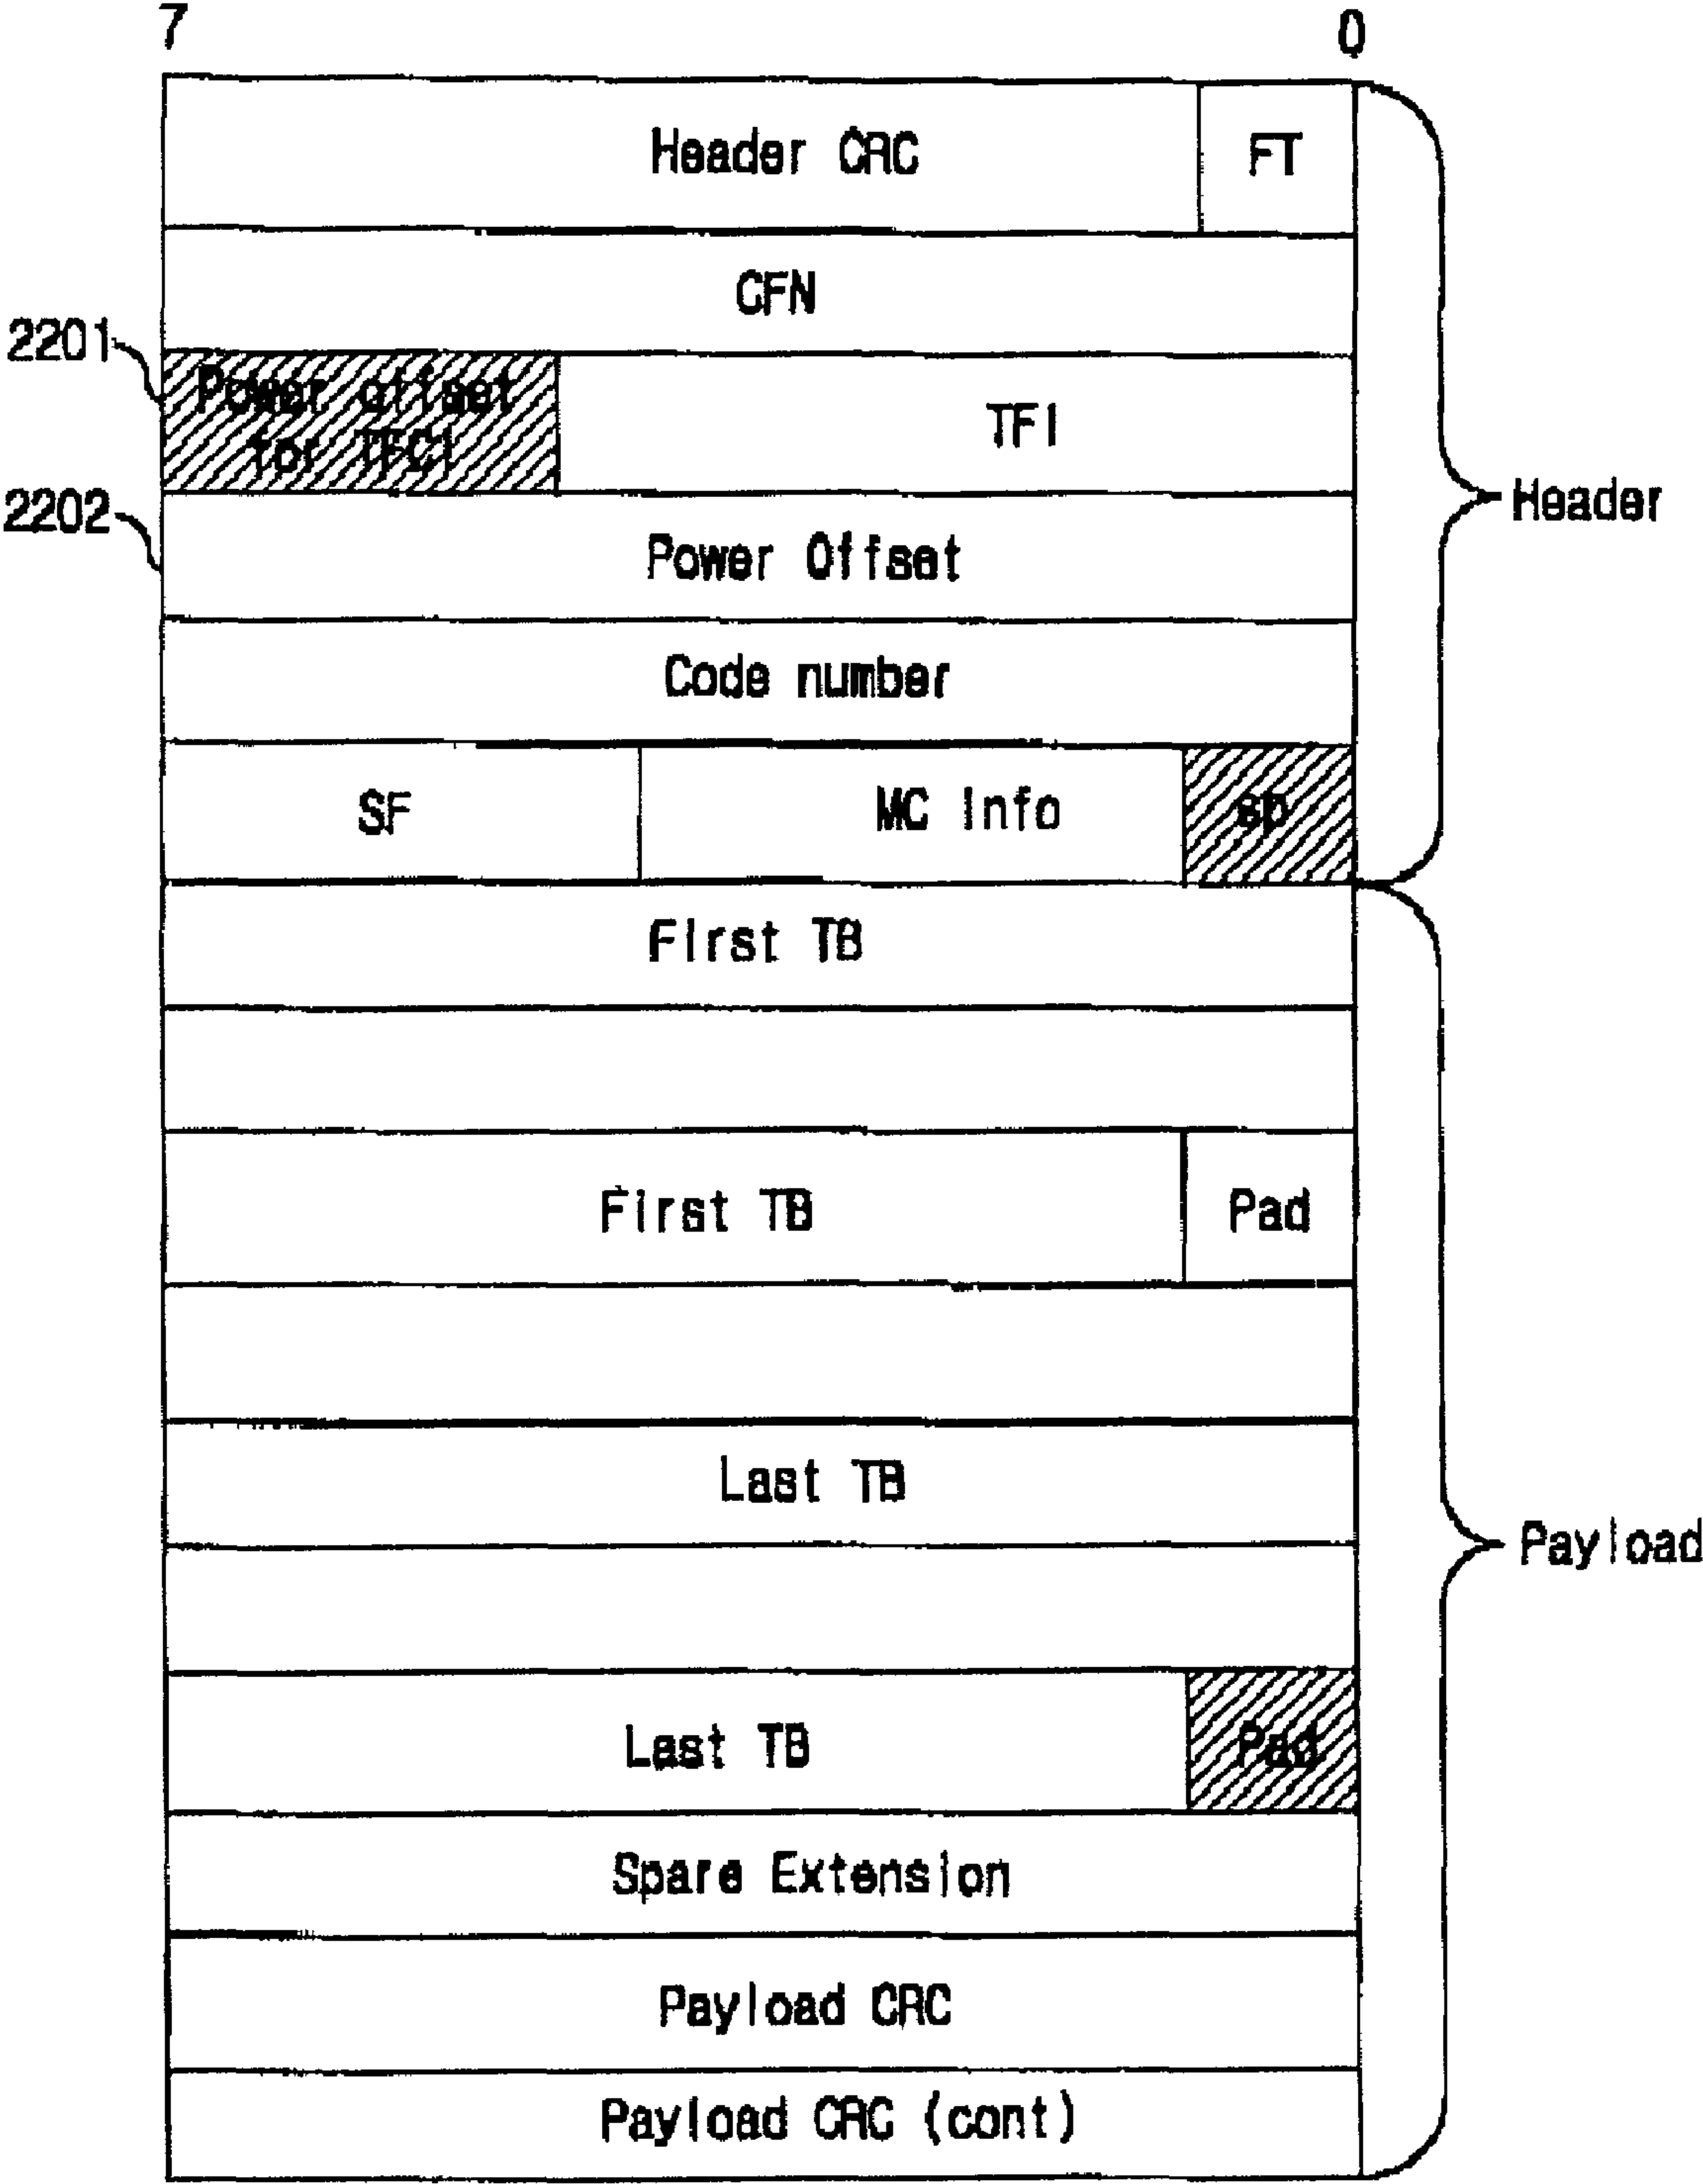 7 0
Header CRC FT
CFN
2201
Power offset
for TFCI
TFI
2202
Power Offset
Header
Code number
SF MC Info sp
First TB
First TB Pad
Last TB
Payload
Last TB Pad
Spare Extension
Payload CRC
Payload CRC (cont)